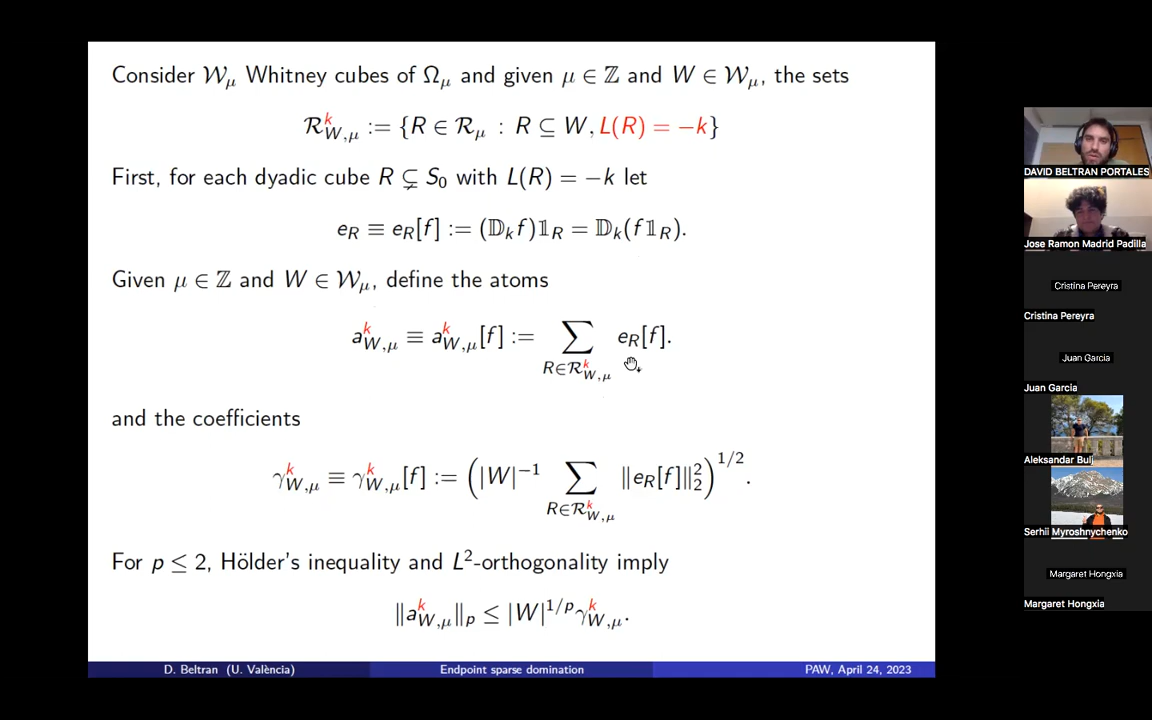 Consider 𝒲_μ Whitney cubes of Ω_μ and given μ ∈ ℤ and W ∈ 𝒲_μ, the sets
ℛ^k_{W,μ} := {R ∈ ℛ_μ : R ⊆ W, L(R) = −k}
First, for each dyadic cube R ⊊ S_0 with L(R) = −k let
e_R ≡ e_R[f] := (𝔻_k f)𝟙_R = 𝔻_k(f𝟙_R).
Given μ ∈ ℤ and W ∈ 𝒲_μ, define the atoms
a^k_{W,μ} ≡ a^k_{W,μ}[f] := ∑_{R∈ℛ^k_{W,μ}} e_R[f].
and the coefficients
γ^k_{W,μ} ≡ γ^k_{W,μ}[f] := (|W|^{−1} ∑_{R∈ℛ^k_{W,μ}} ‖e_R[f]‖_2^2)^{1/2}.
For p ≤ 2, Hölder's inequality and L^2-orthogonality imply
‖a^k_{W,μ}‖_p ≤ |W|^{1/p} γ^k_{W,μ}.
D. Beltran (U. València) Endpoint sparse domination PAW, April 24, 2023
DAVID BELTRAN PORTALES
Jose Ramon Madrid Padilla
Cristina Pereyra
Cristina Pereyra
Juan Garcia
Juan Garcia
Aleksandar Bulj
Serhii Myroshnychenko
Margaret Hongxia
Margaret Hongxia